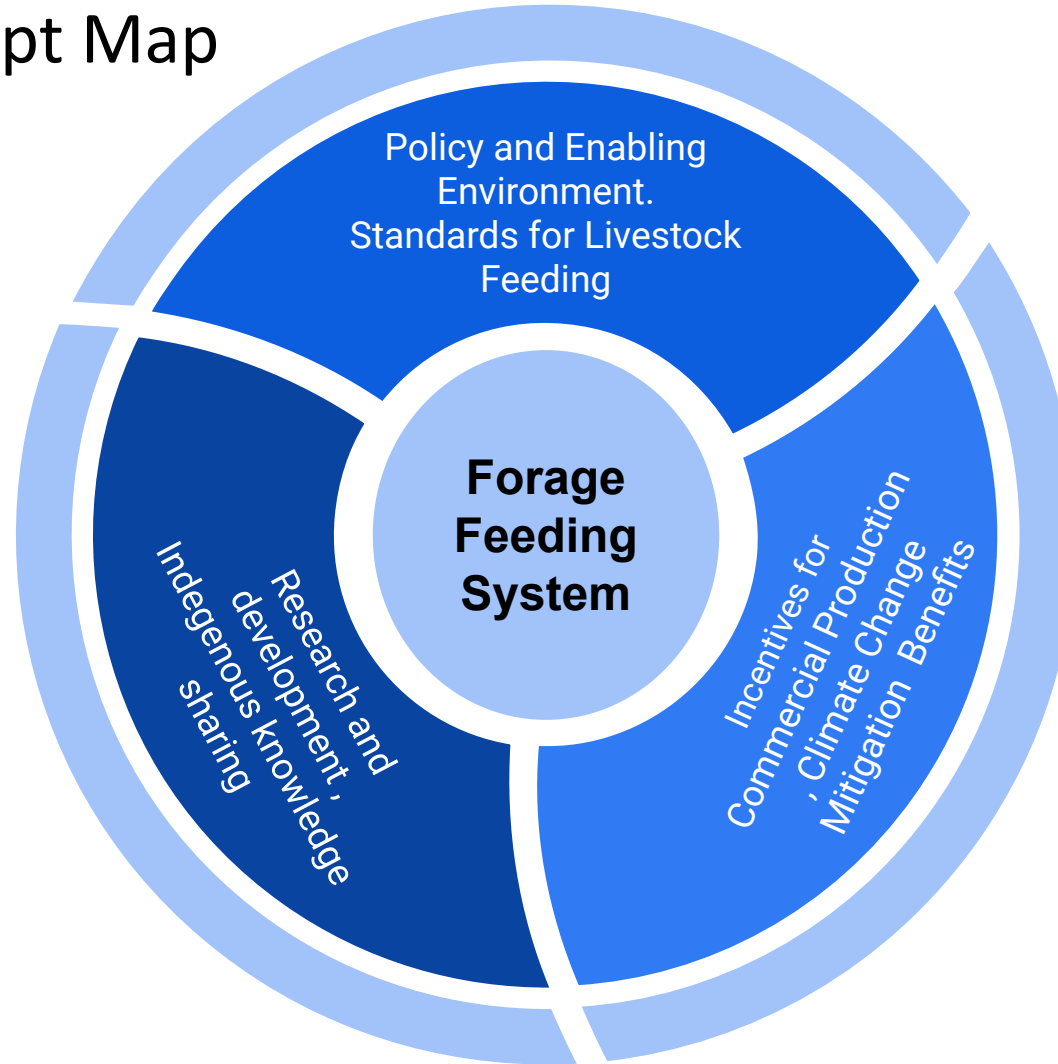 pt Map
Policy and Enabling
Environment.
Standards for Livestock
Feeding
Forage
Feeding
System
Incentives for
Commercial Production
, Climate Change
Mitigation Benefits
Research and
development ,
Indegenous knowledge
sharing